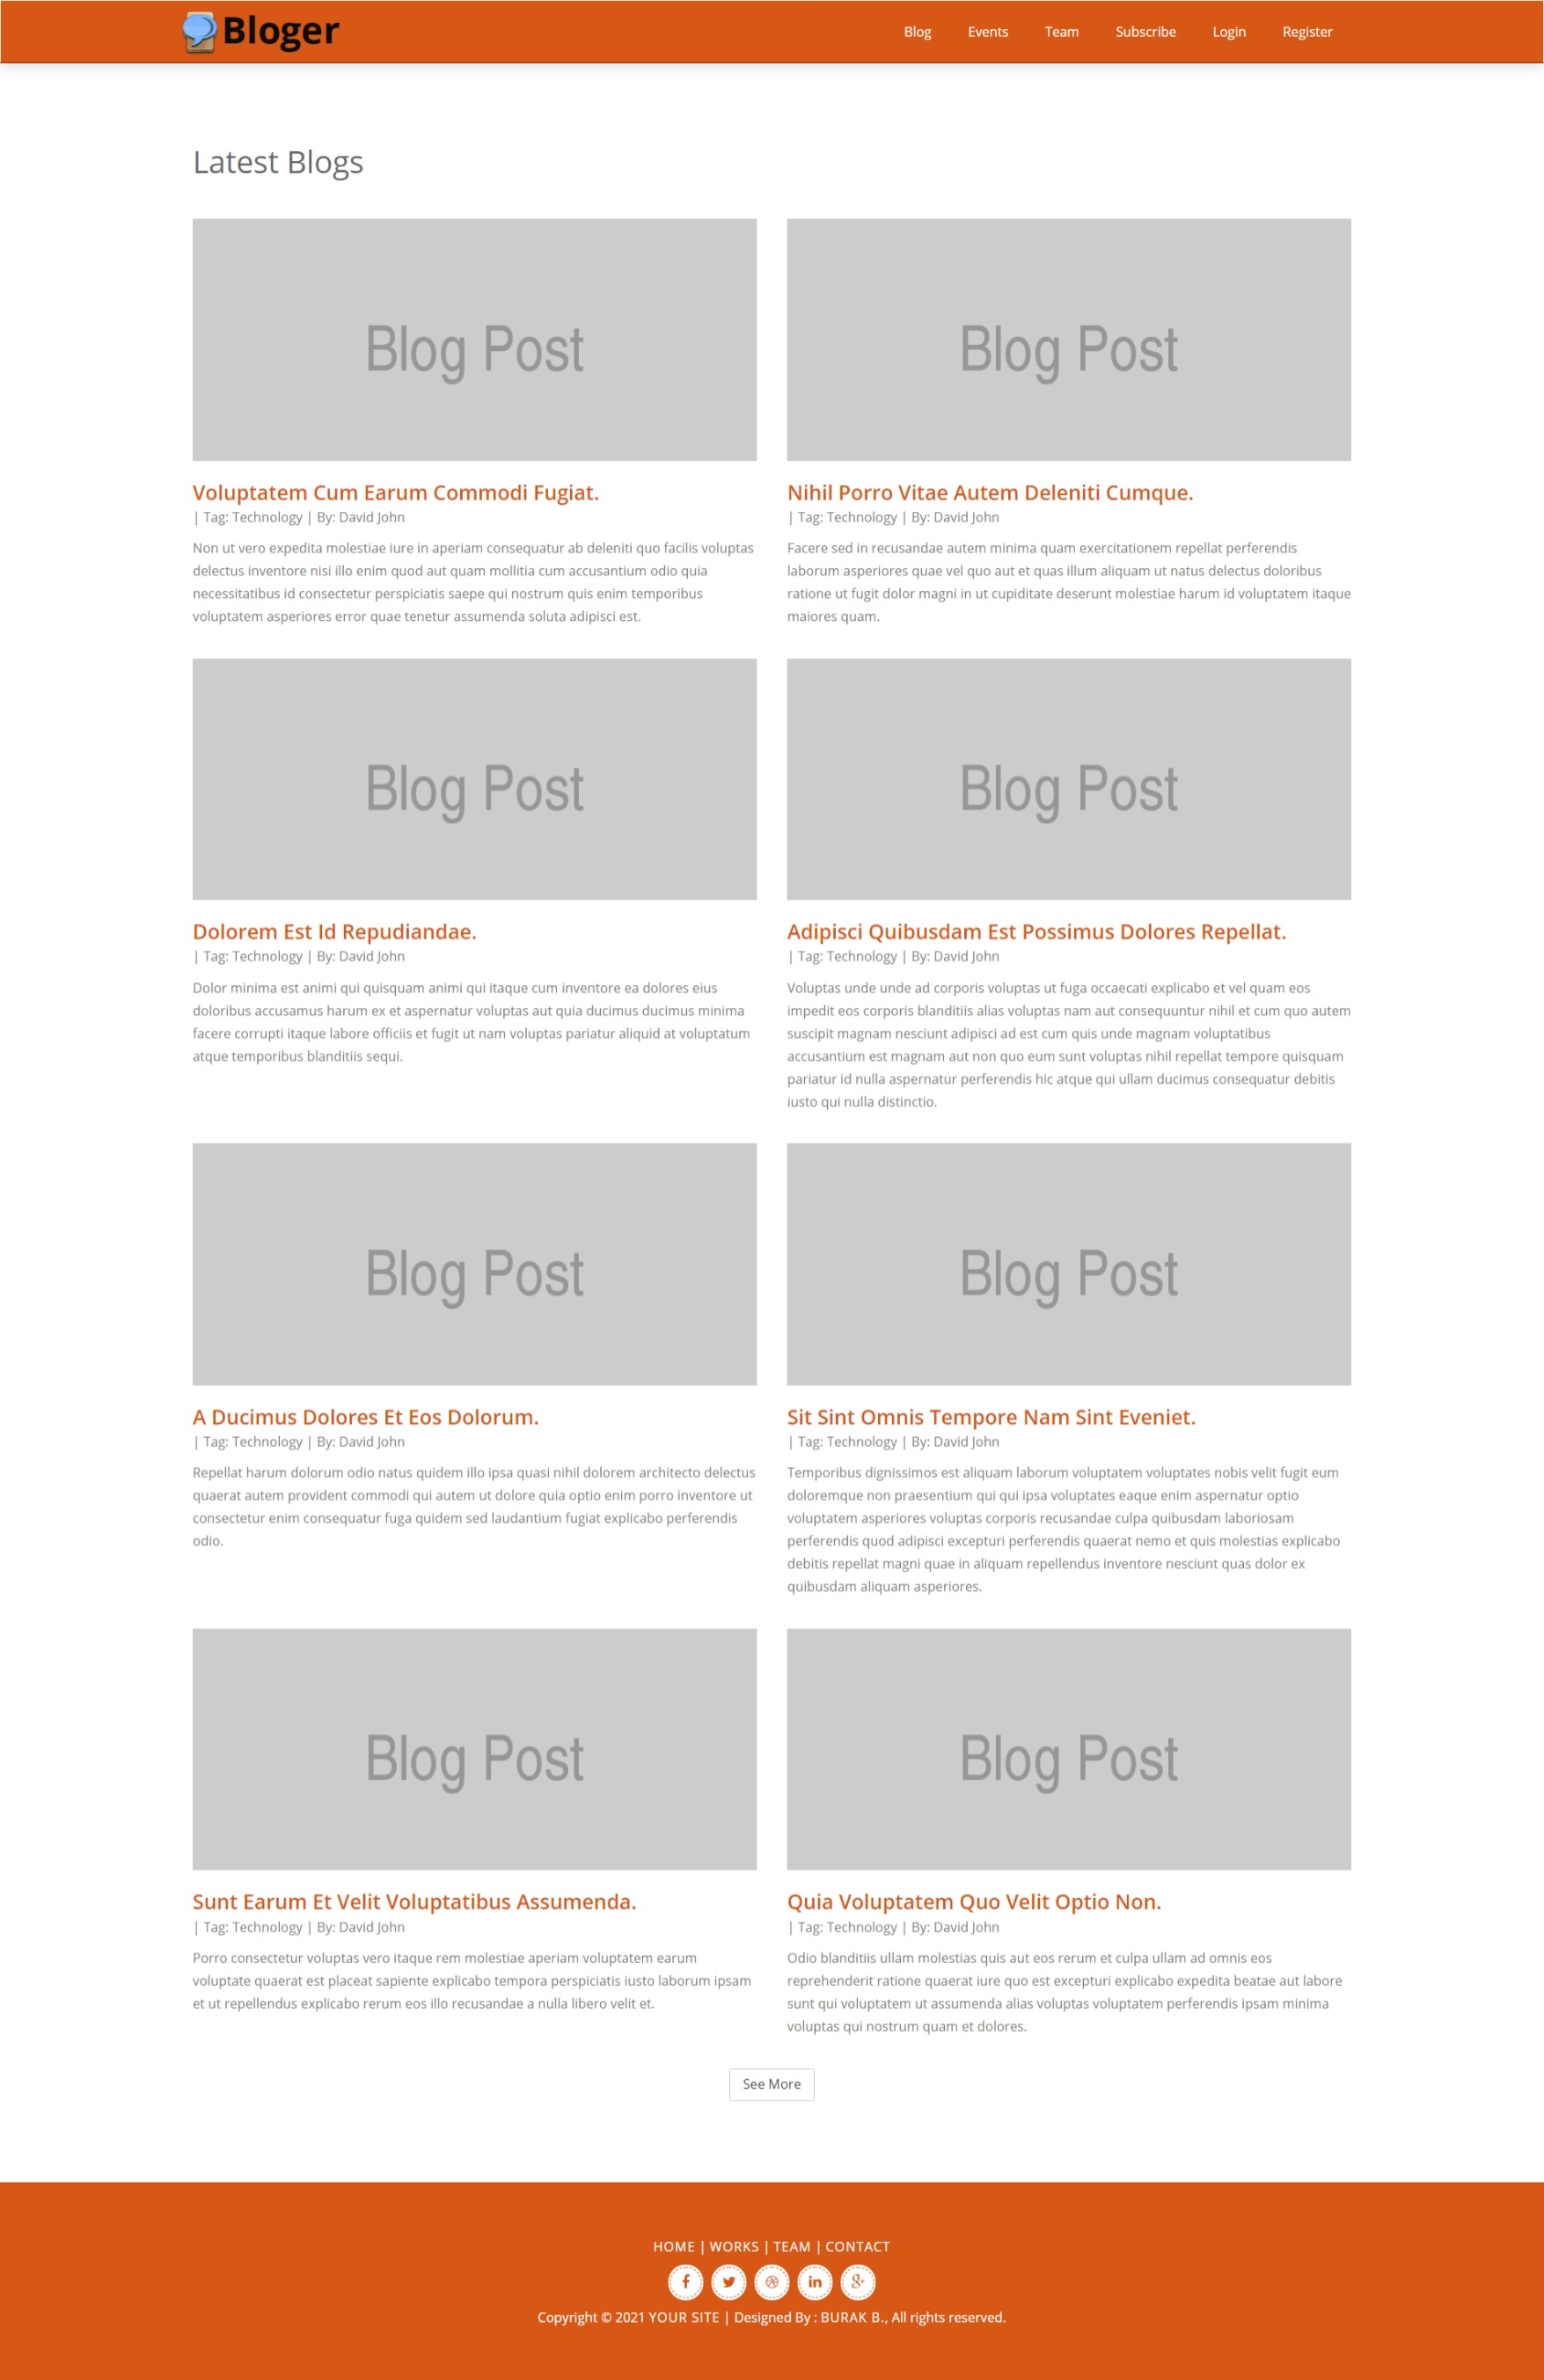 Bloger
Blog Events Team Subscribe Login Register
Latest Blogs
Blog Post
Voluptatem Cum Earum Commodi Fugiat.
| Tag: Technology | By: David John
Non ut vero expedita molestiae iure in aperiam consequatur ab deleniti quo facilis voluptas
delectus inventore nisi illo enim quod aut quam mollitia cum accusantium odio quia
necessitatibus id consectetur perspiciatis saepe qui nostrum quis enim temporibus
voluptatem asperiores error quae tenetur assumenda soluta adipisci est.
Blog Post
Nihil Porro Vitae Autem Deleniti Cumque.
| Tag: Technology | By: David John
Facere sed in recusandae autem minima quam exercitationem repellat perferendis
laborum asperiores quae vel quo aut et quas illum aliquam ut natus delectus doloribus
ratione ut fugit dolor magni in ut cupiditate deserunt molestiae harum id voluptatem itaque
maiores quam.
Blog Post
Dolorem Est Id Repudiandae.
| Tag: Technology | By: David John
Dolor minima est animi qui quisquam animi qui itaque cum inventore ea dolores eius
doloribus accusamus harum ex et aspernatur voluptas aut quia ducimus ducimus minima
facere corrupti itaque labore officiis et fugit ut nam voluptas pariatur aliquid at voluptatum
atque temporibus blanditiis sequi.
Blog Post
Adipisci Quibusdam Est Possimus Dolores Repellat.
| Tag: Technology | By: David John
Voluptas unde unde ad corporis voluptas ut fuga occaecati explicabo et vel quam eos
impedit eos corporis blanditiis alias voluptas nam aut consequuntur nihil et cum quo autem
suscipit magnam nesciunt adipisci ad est cum quis unde magnam voluptatibus
accusantium est magnam aut non quo eum sunt voluptas nihil repellat tempore quisquam
pariatur id nulla aspernatur perferendis hic atque qui ullam ducimus consequatur debitis
iusto qui nulla distinctio.
Blog Post
A Ducimus Dolores Et Eos Dolorum.
| Tag: Technology | By: David John
Repellat harum dolorum odio natus quidem illo ipsa quasi nihil dolorem architecto delectus
quaerat autem provident commodi qui autem ut dolore quia optio enim porro inventore ut
consectetur enim consequatur fuga quidem sed laudantium fugiat explicabo perferendis
odio.
Blog Post
Sit Sint Omnis Tempore Nam Sint Eveniet.
| Tag: Technology | By: David John
Temporibus dignissimos est aliquam laborum voluptatem voluptates nobis velit fugit eum
doloremque non praesentium qui qui ipsa voluptates eaque enim aspernatur optio
voluptatem asperiores voluptas corporis recusandae culpa quibusdam laboriosam
perferendis quod adipisci excepturi perferendis quaerat nemo et quis molestias explicabo
debitis repellat magni quae in aliquam repellendus inventore nesciunt quas dolor ex
quibusdam aliquam asperiores.
Blog Post
Sunt Earum Et Velit Voluptatibus Assumenda.
| Tag: Technology | By: David John
Porro consectetur voluptas vero itaque rem molestiae aperiam voluptatem earum
voluptate quaerat est placeat sapiente explicabo tempora perspiciatis iusto laborum ipsam
et ut repellendus explicabo rerum eos illo recusandae a nulla libero velit et.
Blog Post
Quia Voluptatem Quo Velit Optio Non.
| Tag: Technology | By: David John
Odio blanditiis ullam molestias quis aut eos rerum et culpa ullam ad omnis eos
reprehenderit ratione quaerat iure quo est excepturi explicabo expedita beatae aut labore
sunt qui voluptatem ut assumenda alias voluptas voluptatem perferendis ipsam minima
voluptas qui nostrum quam et dolores.
See More
HOME | WORKS | TEAM | CONTACT
Copyright © 2021 YOUR SITE | Designed By : BURAK B., All rights reserved.